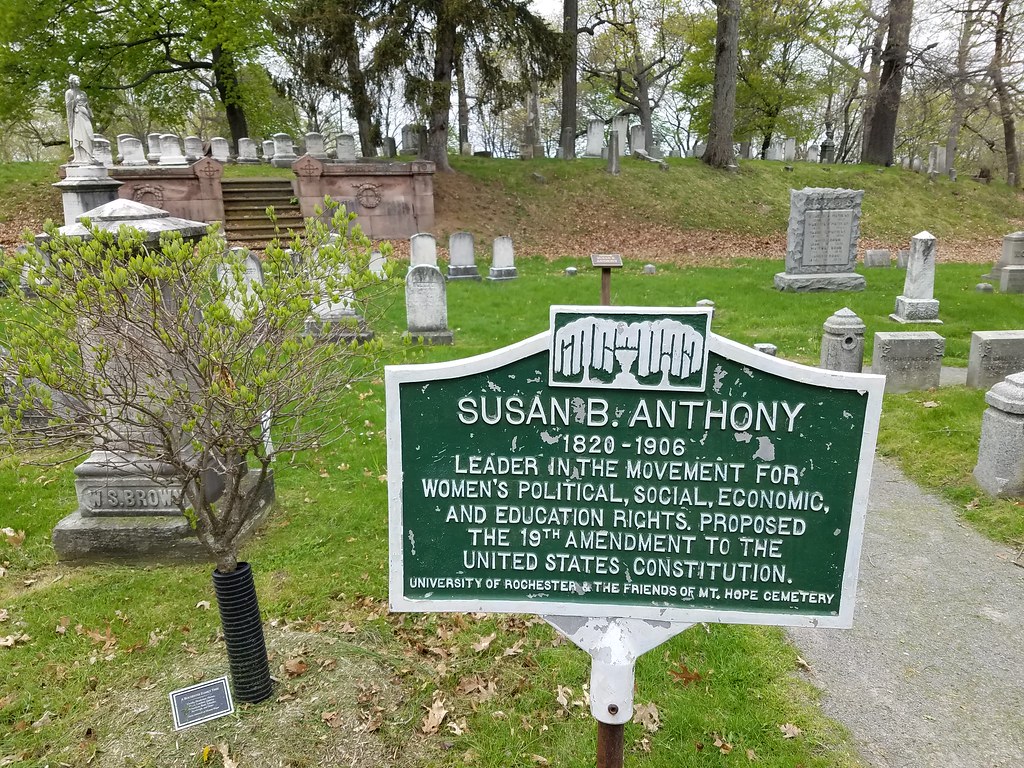 SUSAN B. ANTHONY
1820 - 1906
LEADER IN THE MOVEMENT FOR
WOMEN'S POLITICAL, SOCIAL, ECONOMIC,
AND EDUCATION RIGHTS. PROPOSED
THE 19TH AMENDMENT TO THE
UNITED STATES CONSTITUTION.
UNIVERSITY OF ROCHESTER & THE FRIENDS OF MT. HOPE CEMETERY
W.S. BROWN